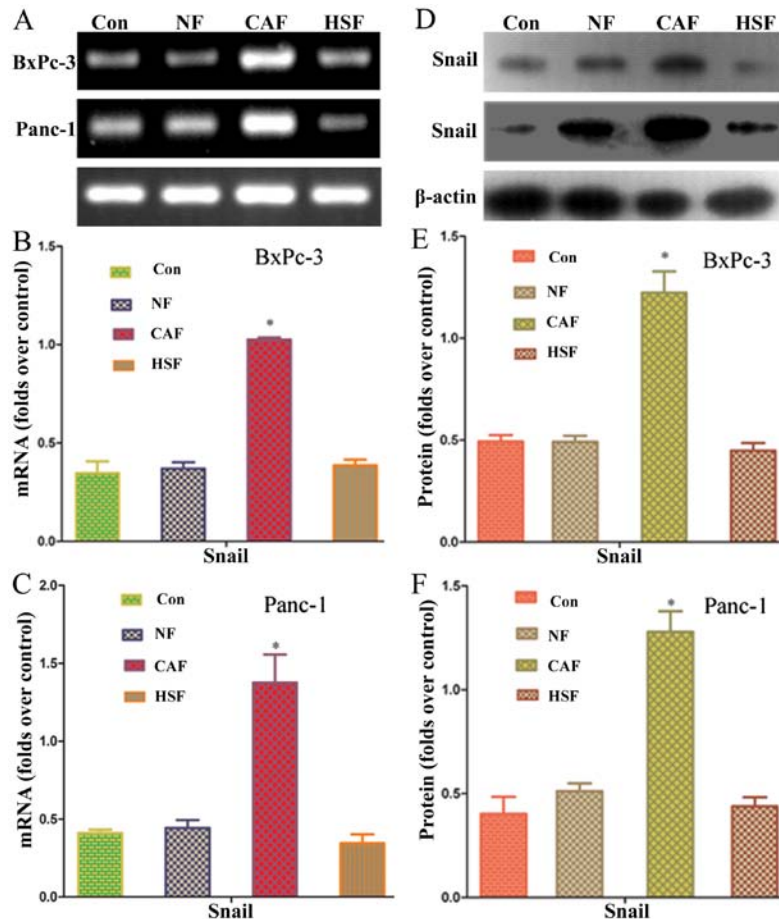 A
Con NF CAF HSF
BxPc-3
Panc-1
D
Con NF CAF HSF
Snail
Snail
β-actin
B
BxPc-3
mRNA (folds over control)
1.5
1.0
0.5
0.0
Con
NF
CAF
HSF
*
Snail
E
BxPc-3
Protein (folds over control)
1.5
1.0
0.5
0.0
Con
NF
CAF
HSF
*
Snail
C
Panc-1
mRNA (folds over control)
2.0
1.5
1.0
0.5
0.0
Con
NF
CAF
HSF
*
Snail
F
Panc-1
Protein (folds over control)
1.5
1.0
0.5
0.0
Con
NF
CAF
HSF
*
Snail